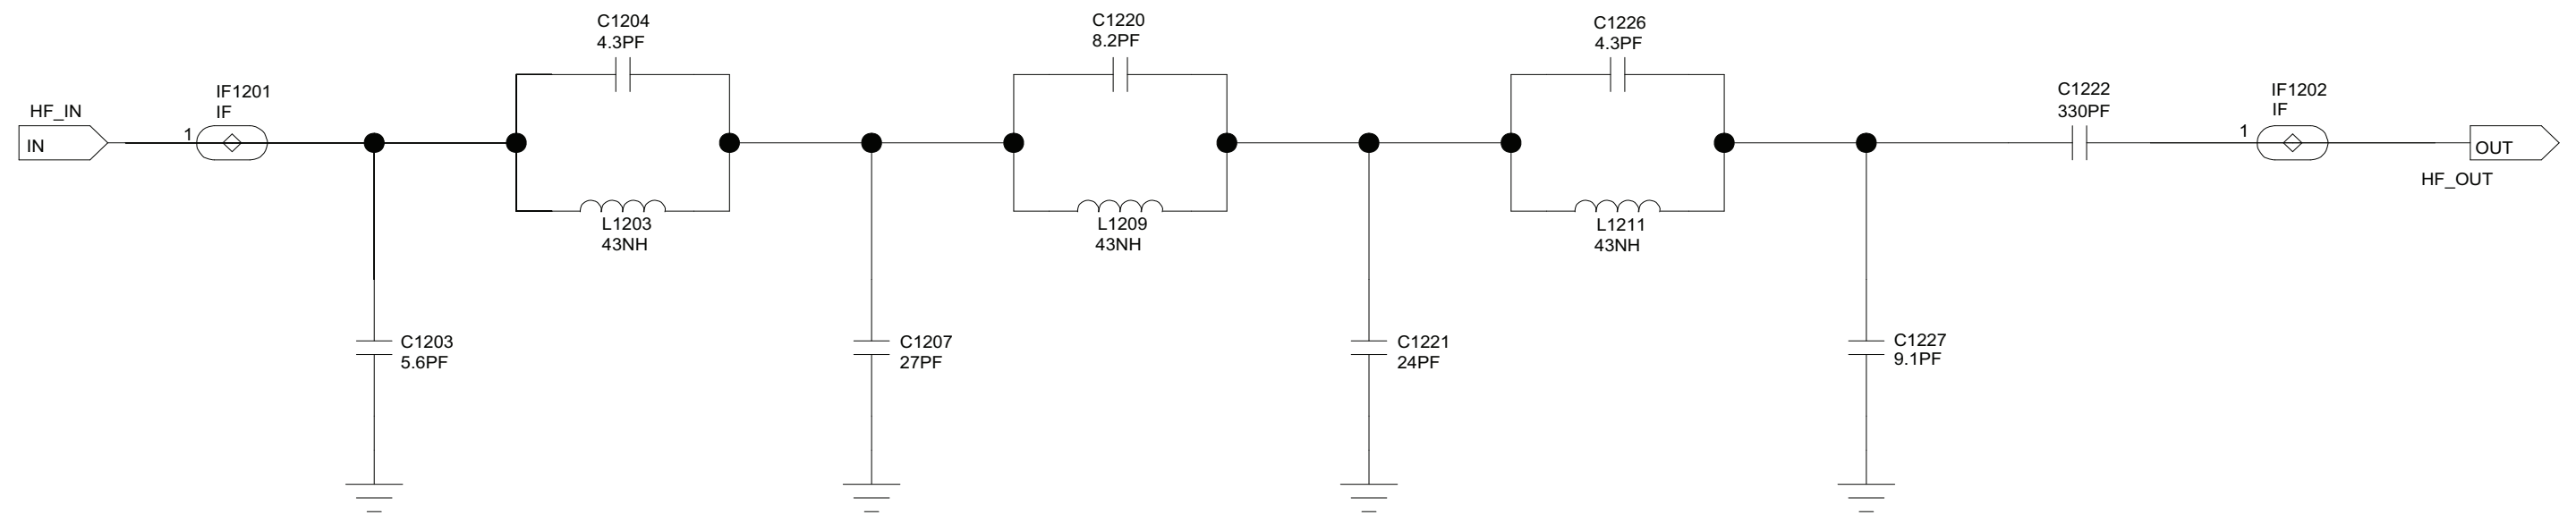 C1204
4.3PF
C1220
8.2PF
C1226
4.3PF
IF1201
IF
HF_IN
IN
1
C1222
330PF
IF1202
IF
1
OUT
HF_OUT
L1203
43NH
L1209
43NH
L1211
43NH
C1203
5.6PF
C1207
27PF
C1221
24PF
C1227
9.1PF